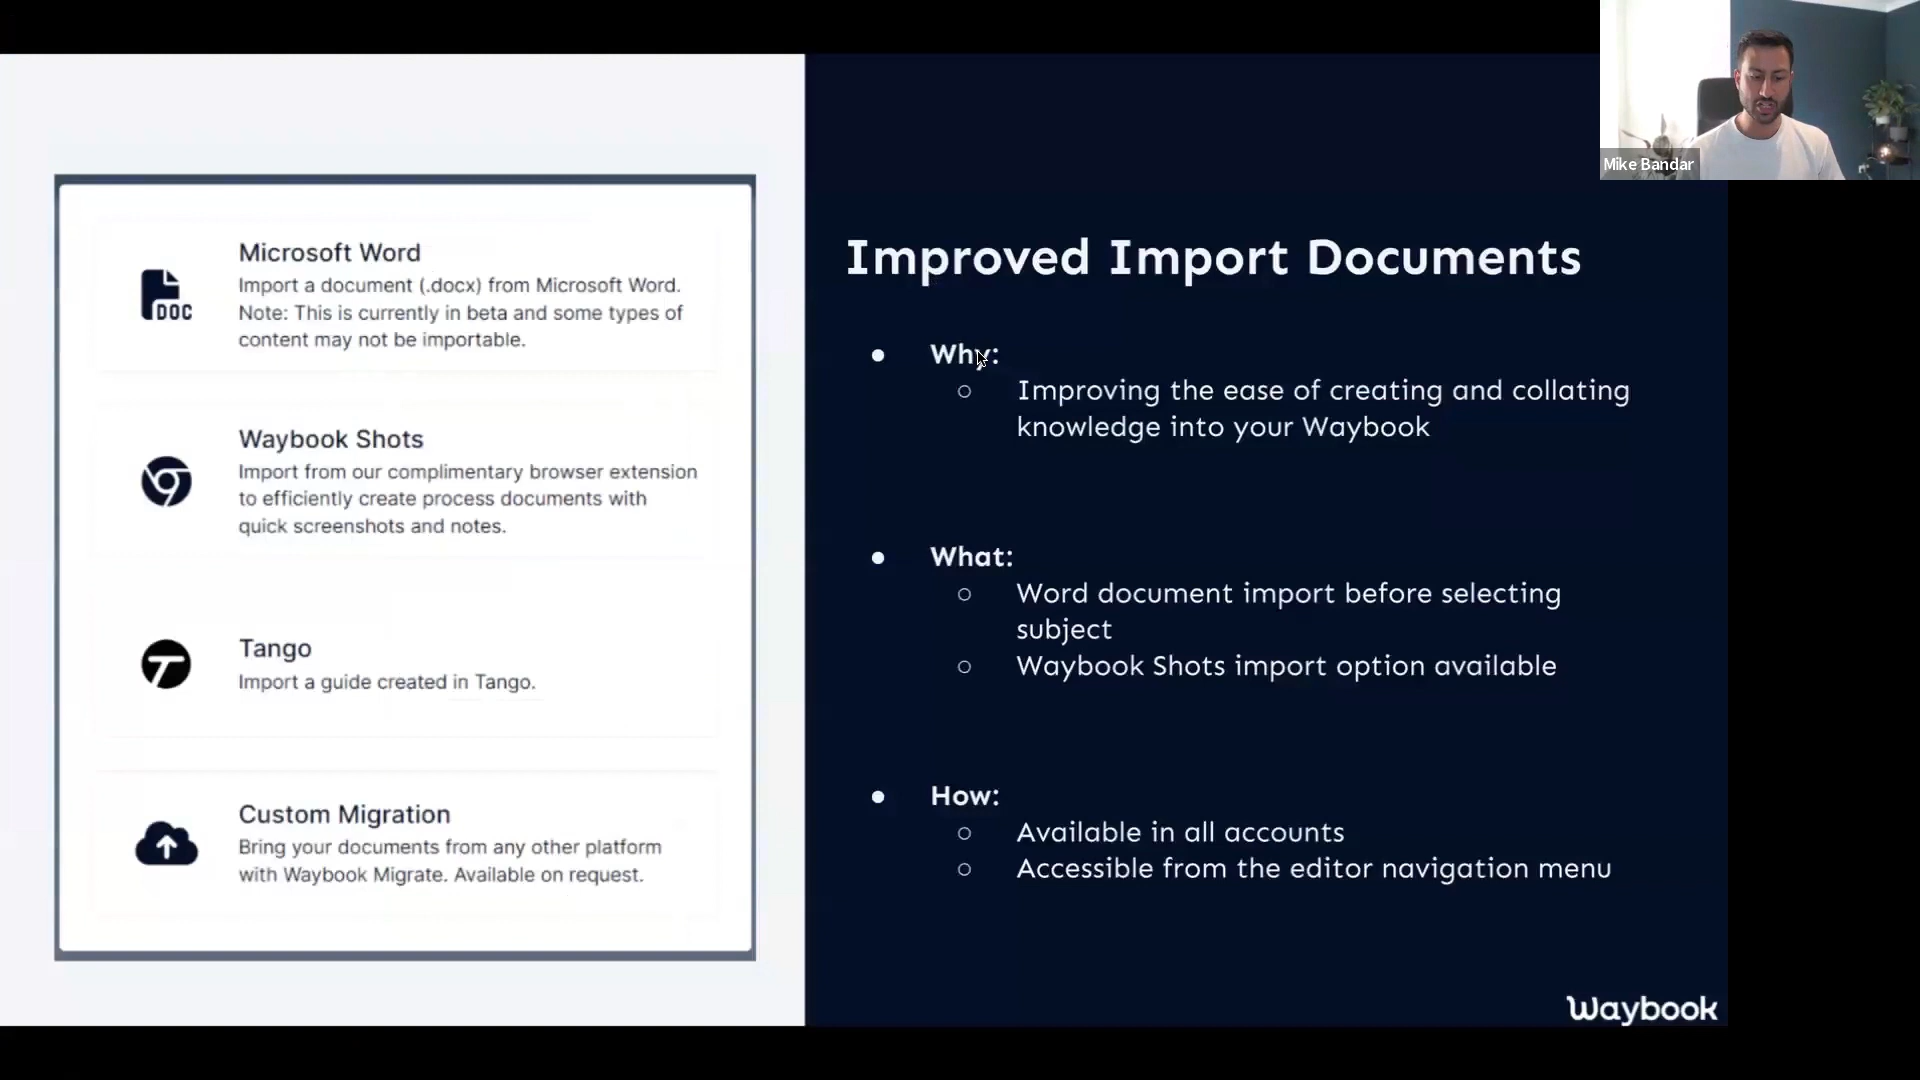 Microsoft Word
Import a document (.docx) from Microsoft Word.
Note: This is currently in beta and some types of
content may not be importable.
DOC
Waybook Shots
Import from our complimentary browser extension
to efficiently create process documents with
quick screenshots and notes.
Tango
Import a guide created in Tango.
Custom Migration
Bring your documents from any other platform
with Waybook Migrate. Available on request.
Improved Import Documents
Why:
Improving the ease of creating and collating
knowledge into your Waybook
What:
Word document import before selecting
subject
Waybook Shots import option available
How:
Available in all accounts
Accessible from the editor navigation menu
Waybook
Mike Bandar